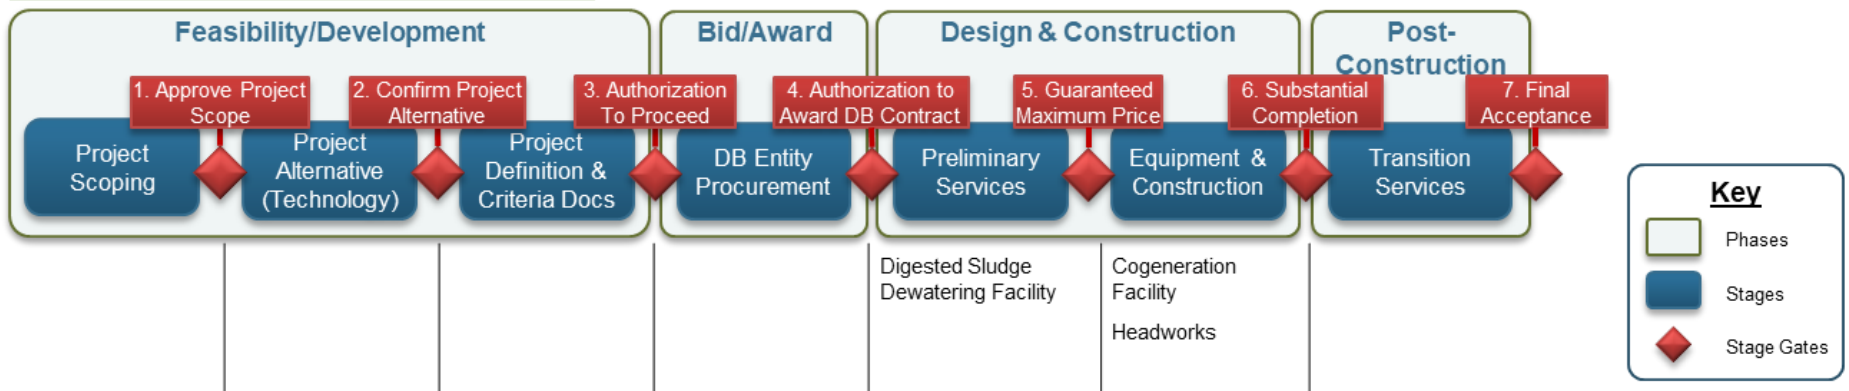 Feasibility/Development
Bid/Award
Design & Construction
Post-
Construction
1. Approve Project
Scope
2. Confirm Project
Alternative
3. Authorization
To Proceed
4. Authorization to
Award DB Contract
5. Guaranteed
Maximum Price
6. Substantial
Completion
7. Final
Acceptance
Project
Scoping
Project
Alternative
(Technology)
Project
Definition &
Criteria Docs
DB Entity
Procurement
Preliminary
Services
Equipment &
Construction
Transition
Services
Digested Sludge
Dewatering Facility
Cogeneration
Facility
Headworks
Key
Phases
Stages
Stage Gates